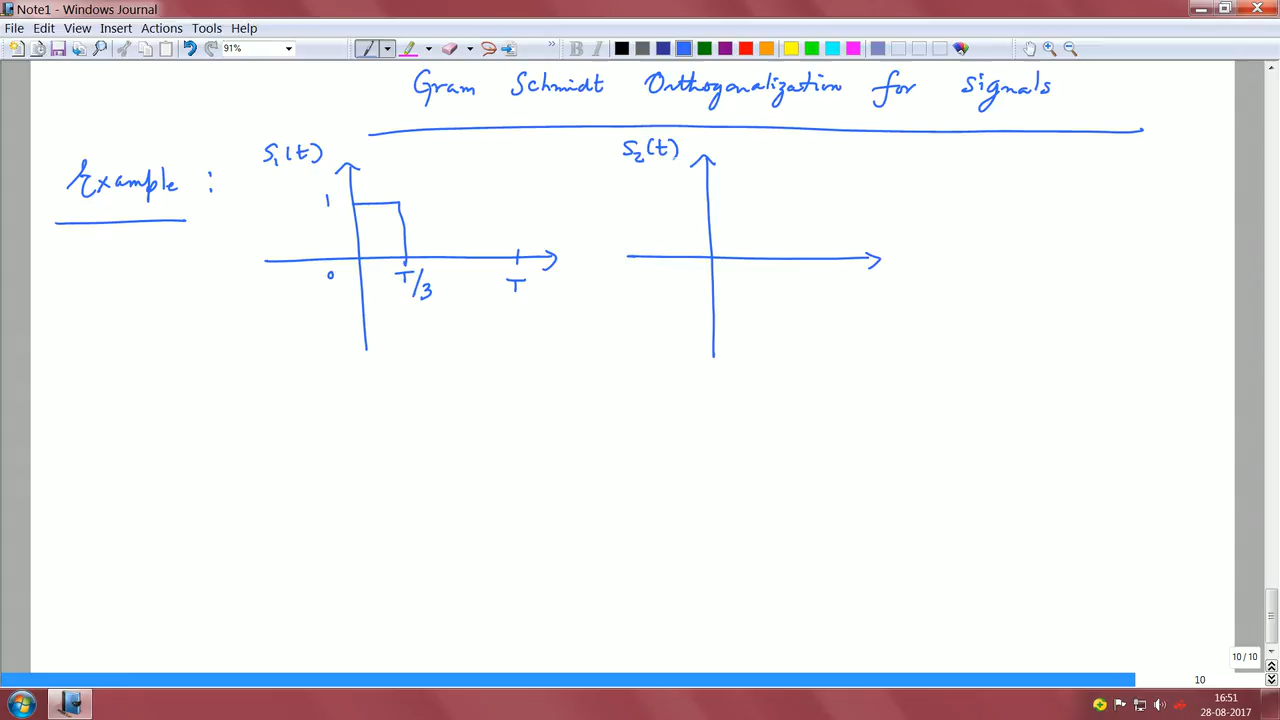 Note1 - Windows Journal
File Edit View Insert Actions Tools Help
91%
Gram Schmidt Orthogonalization for signals
Example :
S₁(t)
1
0
T/3
T
S₂(t)
10 / 10
10
16:51
28-08-2017